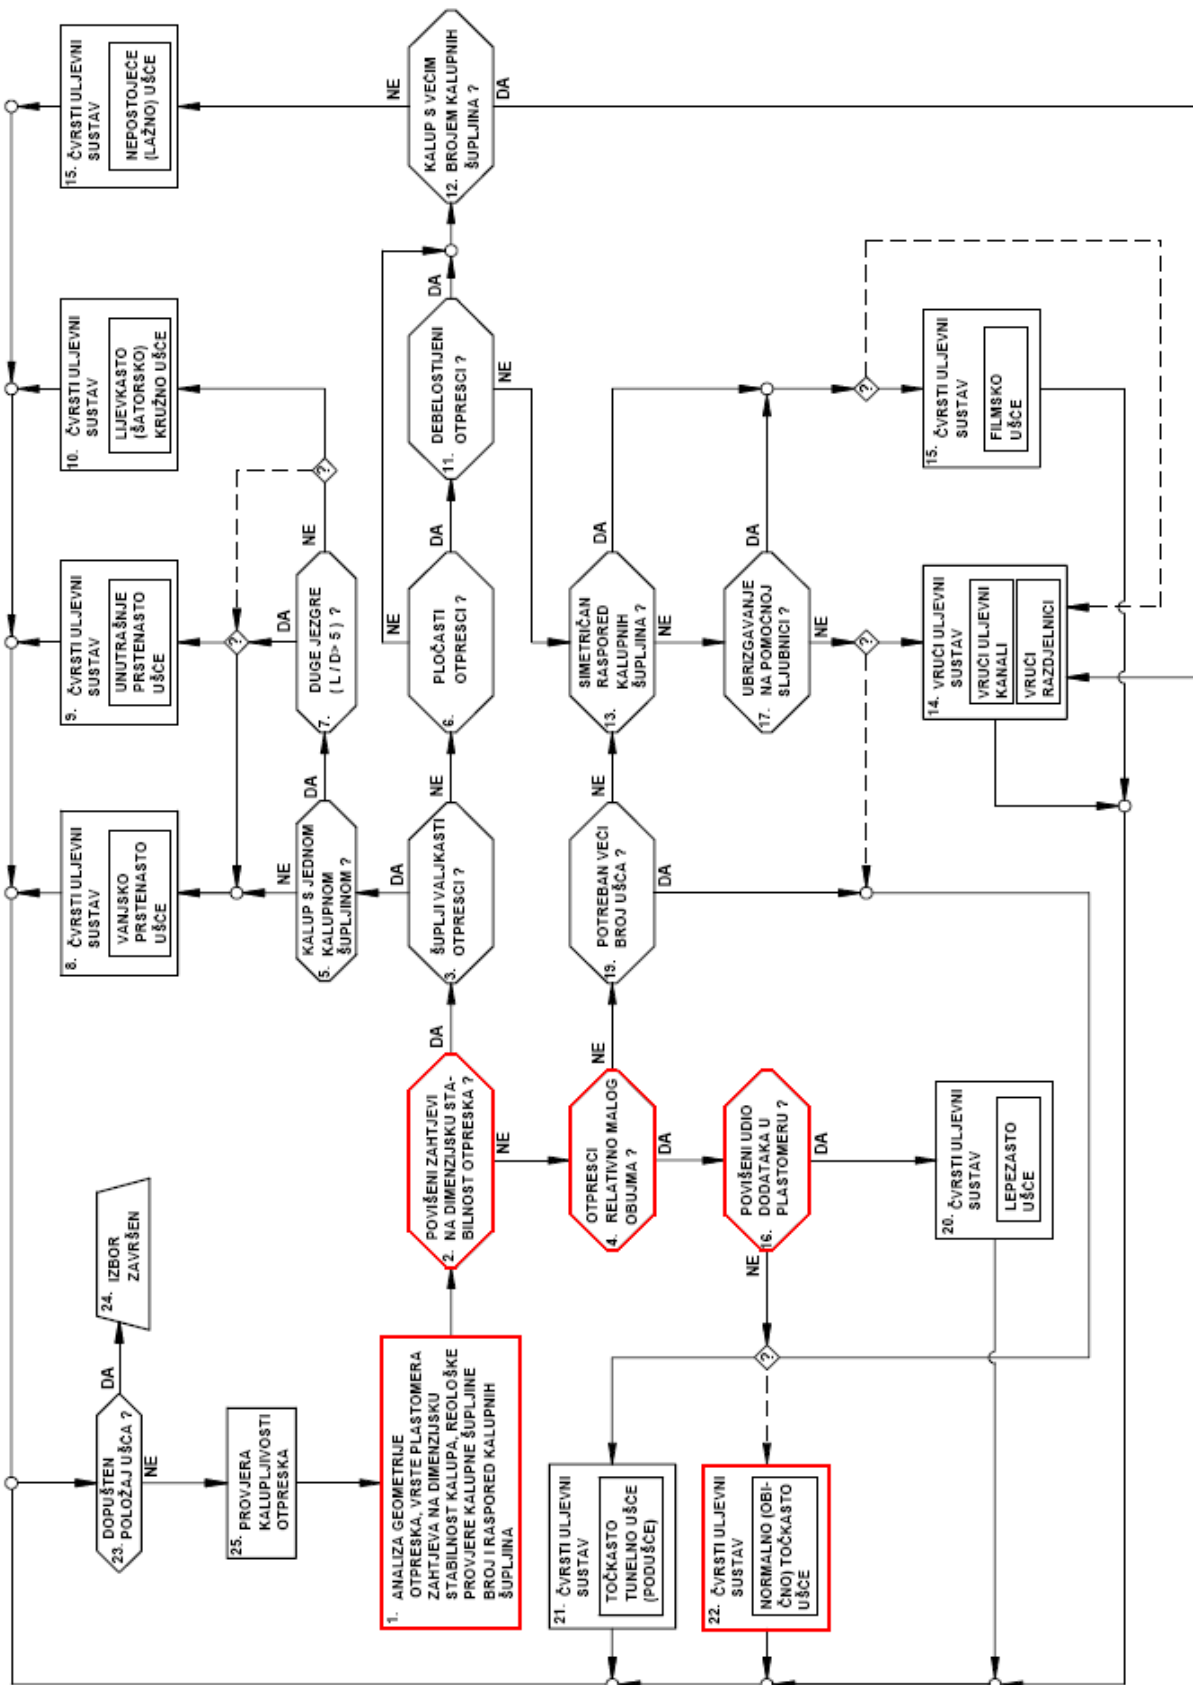 1. ANALIZA GEOMETRIJE
OTPRESKA, VRSTE PLASTOMERA
ZAHTJEVA NA DIMENZIJSKU
STABILNOST KALUPA, REOLOŠKE
PROVJERE KALUPNE ŠUPLJINE
BROJ I RASPORED KALUPNIH
ŠUPLJINA
POVIŠENI ZAHTJEVI
2. NA DIMENZIJSKU STA-
BILNOST OTPRESKA ?
DA
NE
ŠUPLJI VALJKASTI
3. OTPRESCI ?
DA
NE
OTPRESCI
4. RELATIVNO MALOG
OBUJMA ?
NE
DA
KALUP S JEDNOM
KALUPNOM
5. ŠUPLJINOM ?
NE
DA
PLOČASTI
6. OTPRESCI ?
NE
DA
DUGE JEZGRE
7. ( L / D> 5 ) ?
DA
NE
?
?
8. ČVRSTI ULJEVNI
SUSTAV
VANJSKO
PRSTENASTO
UŠĆE
9. ČVRSTI ULJEVNI
SUSTAV
UNUTRAŠNJE
PRSTENASTO
UŠĆE
10. ČVRSTI ULJEVNI
SUSTAV
LIJEVKASTO
(ŠATORSKO)
KRUŽNO UŠĆE
DEBELOSTIJENI
11. OTPRESCI ?
DA
NE
KALUP S VEĆIM
12. BROJEM KALUPNIH
ŠUPLJINA ?
NE
DA
15. ČVRSTI ULJEVNI
SUSTAV
NEPOSTOJEĆE
(LAŽNO) UŠĆE
SIMETRIČAN
RASPORED
KALUPNIH
13. ŠUPLJINA ?
DA
NE
14. VRUĆI ULJEVNI
SUSTAV
VRUĆI ULJEVNI
KANALI
VRUĆI
RAZDJELNICI
15. ČVRSTI ULJEVNI
SUSTAV
FILMSKO
UŠĆE
?
POVIŠENI UDIO
DODATAKA U
16. PLASTOMERU ?
NE
DA
UBRIZGAVANJE
NA POMOĆNOJ
17. SLJUBNICI ?
DA
NE
?
POTREBAN VEĆI
19. BROJ UŠĆA ?
NE
DA
20. ČVRSTI ULJEVNI
SUSTAV
LEPEZASTO
UŠĆE
?
21. ČVRSTI ULJEVNI
SUSTAV
TOČKASTO
TUNELNO UŠĆE
(PODUŠĆE)
22. ČVRSTI ULJEVNI
SUSTAV
NORMALNO (OBI-
ČNO) TOČKASTO
UŠĆE
DOPUŠTEN
23. POLOŽAJ UŠĆA ?
DA
NE
24. IZBOR
ZAVRŠEN
25. PROVJERA
KALUPLJIVOSTI
OTPRESKA